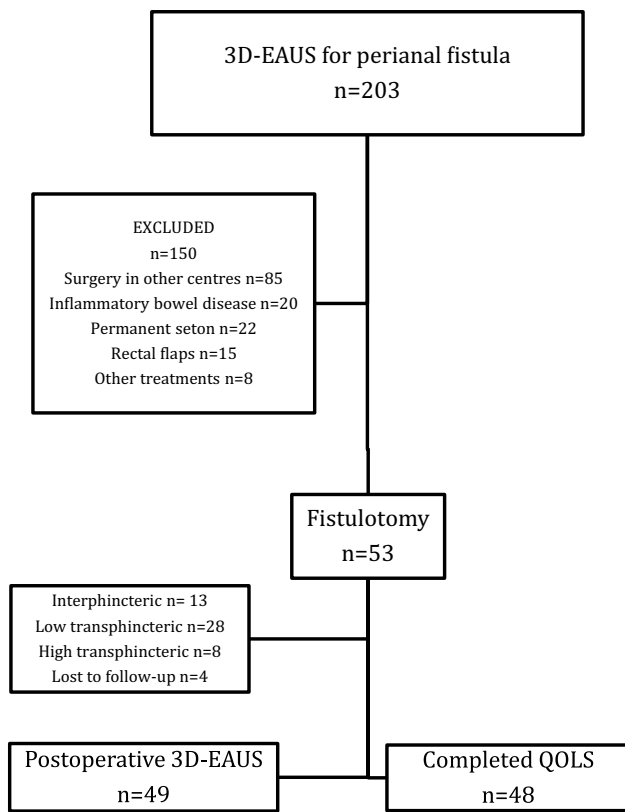 3D-EAUS for perianal fistula
n=203
EXCLUDED
n=150
Surgery in other centres n=85
Inflammatory bowel disease n=20
Permanent seton n=22
Rectal flaps n=15
Other treatments n=8
Fistulotomy
n=53
Interphincteric n= 13
Low transphincteric n=28
High transphincteric n=8
Lost to follow-up n=4
Postoperative 3D-EAUS
n=49
Completed QOLS
n=48